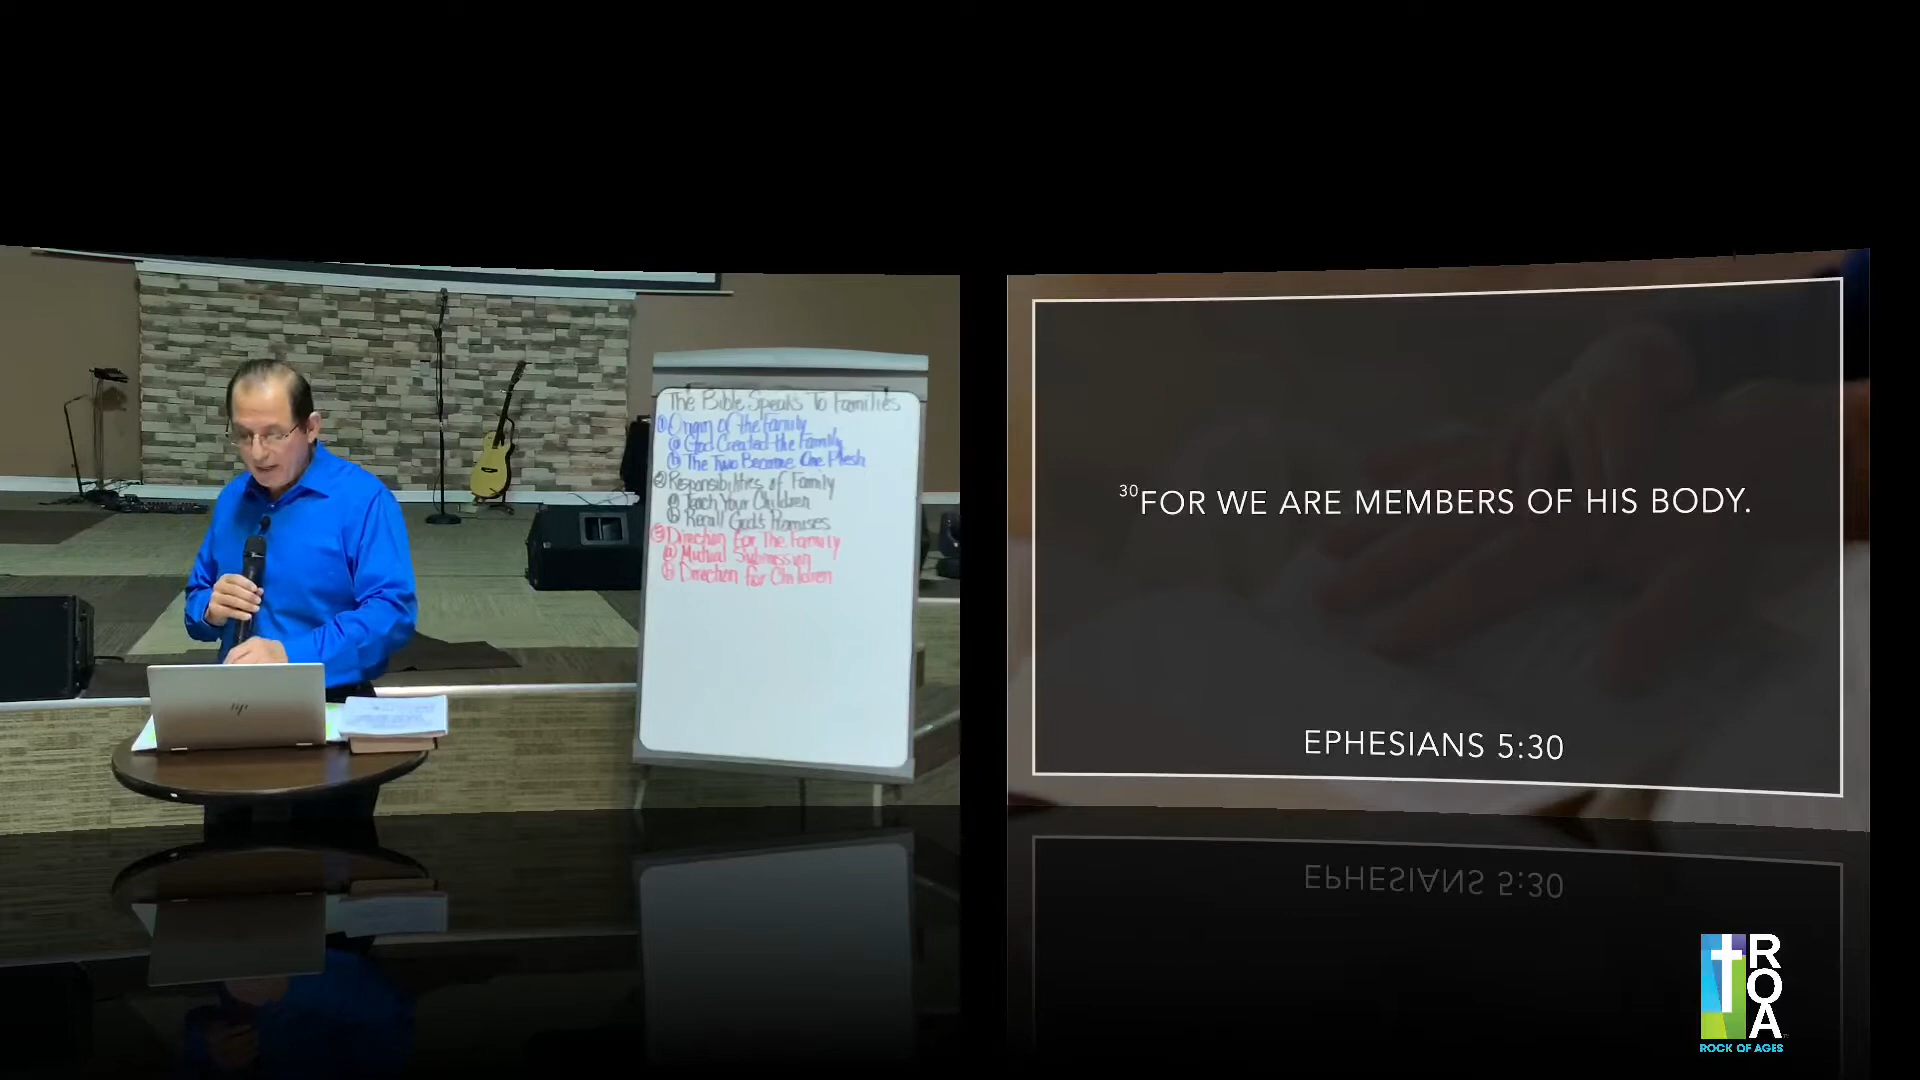 The Bible Speaks To Families
① Origin of the Family
ⓐ God Created the Family
ⓑ The Two Become One Flesh
② Responsibilities of Family
ⓐ Teach Your Children
ⓑ Recall God's Promises
③ Direction For The Family
ⓐ Mutual Submission
ⓑ Direction for Children
hp
30FOR WE ARE MEMBERS OF HIS BODY.
EPHESIANS 5:30
EPHESIANS 5:30
R
O
A
ROCK OF AGES